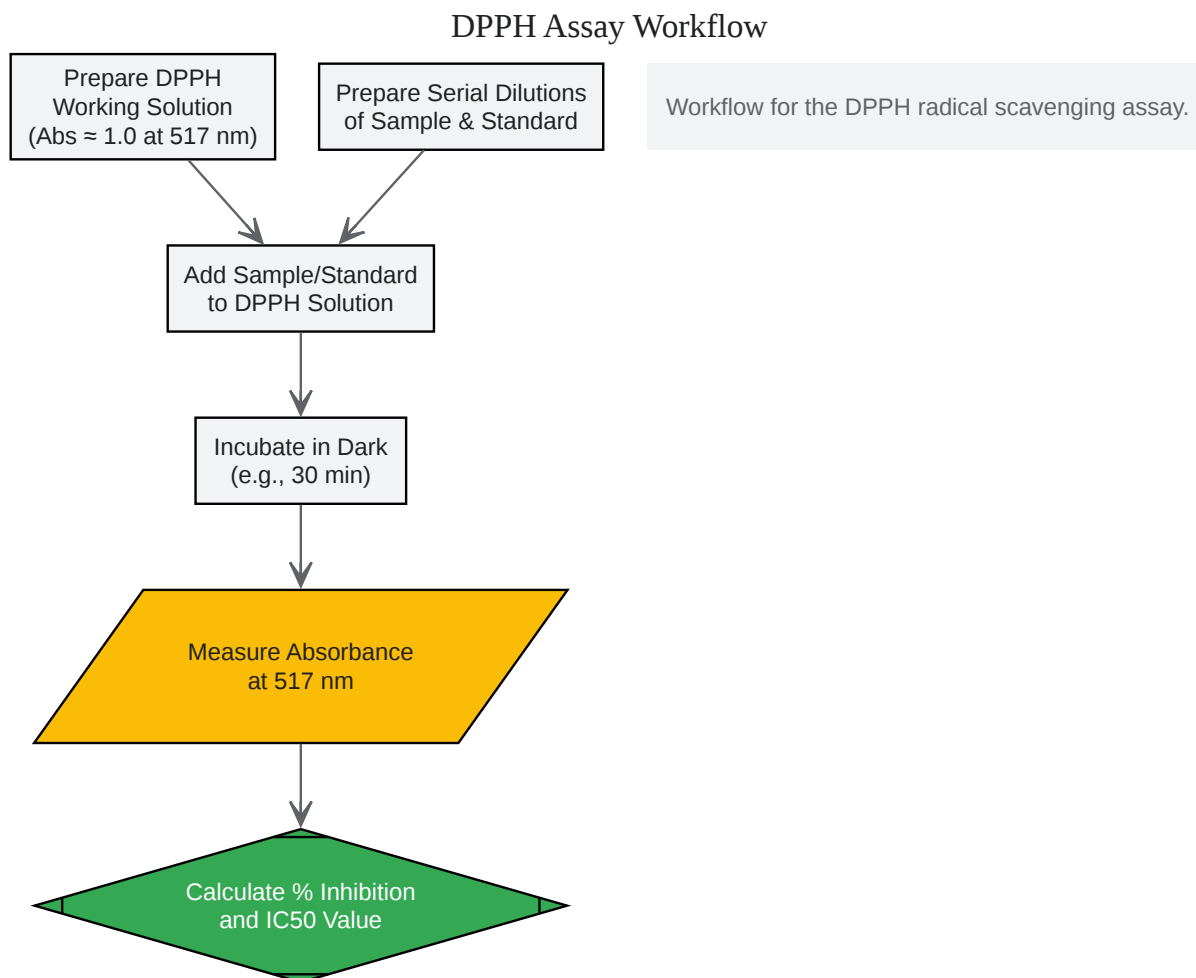 DPPH Assay Workflow
Prepare DPPH
Working Solution
(Abs ≈ 1.0 at 517 nm)
Prepare Serial Dilutions
of Sample & Standard
Workflow for the DPPH radical scavenging assay.
Add Sample/Standard
to DPPH Solution
Incubate in Dark
(e.g., 30 min)
Measure Absorbance
at 517 nm
Calculate % Inhibition
and IC50 Value